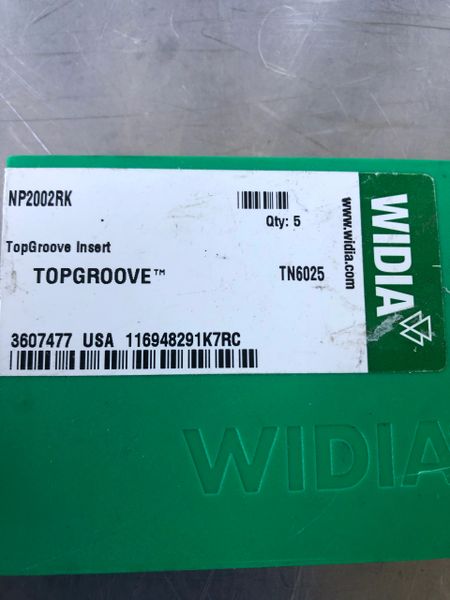 NP2002RK
Qty: 5
TopGroove Insert
TOPGROOVE™
TN6025
3607477 USA 116948291K7RC
www.widia.com
WIDIA
WIDIA